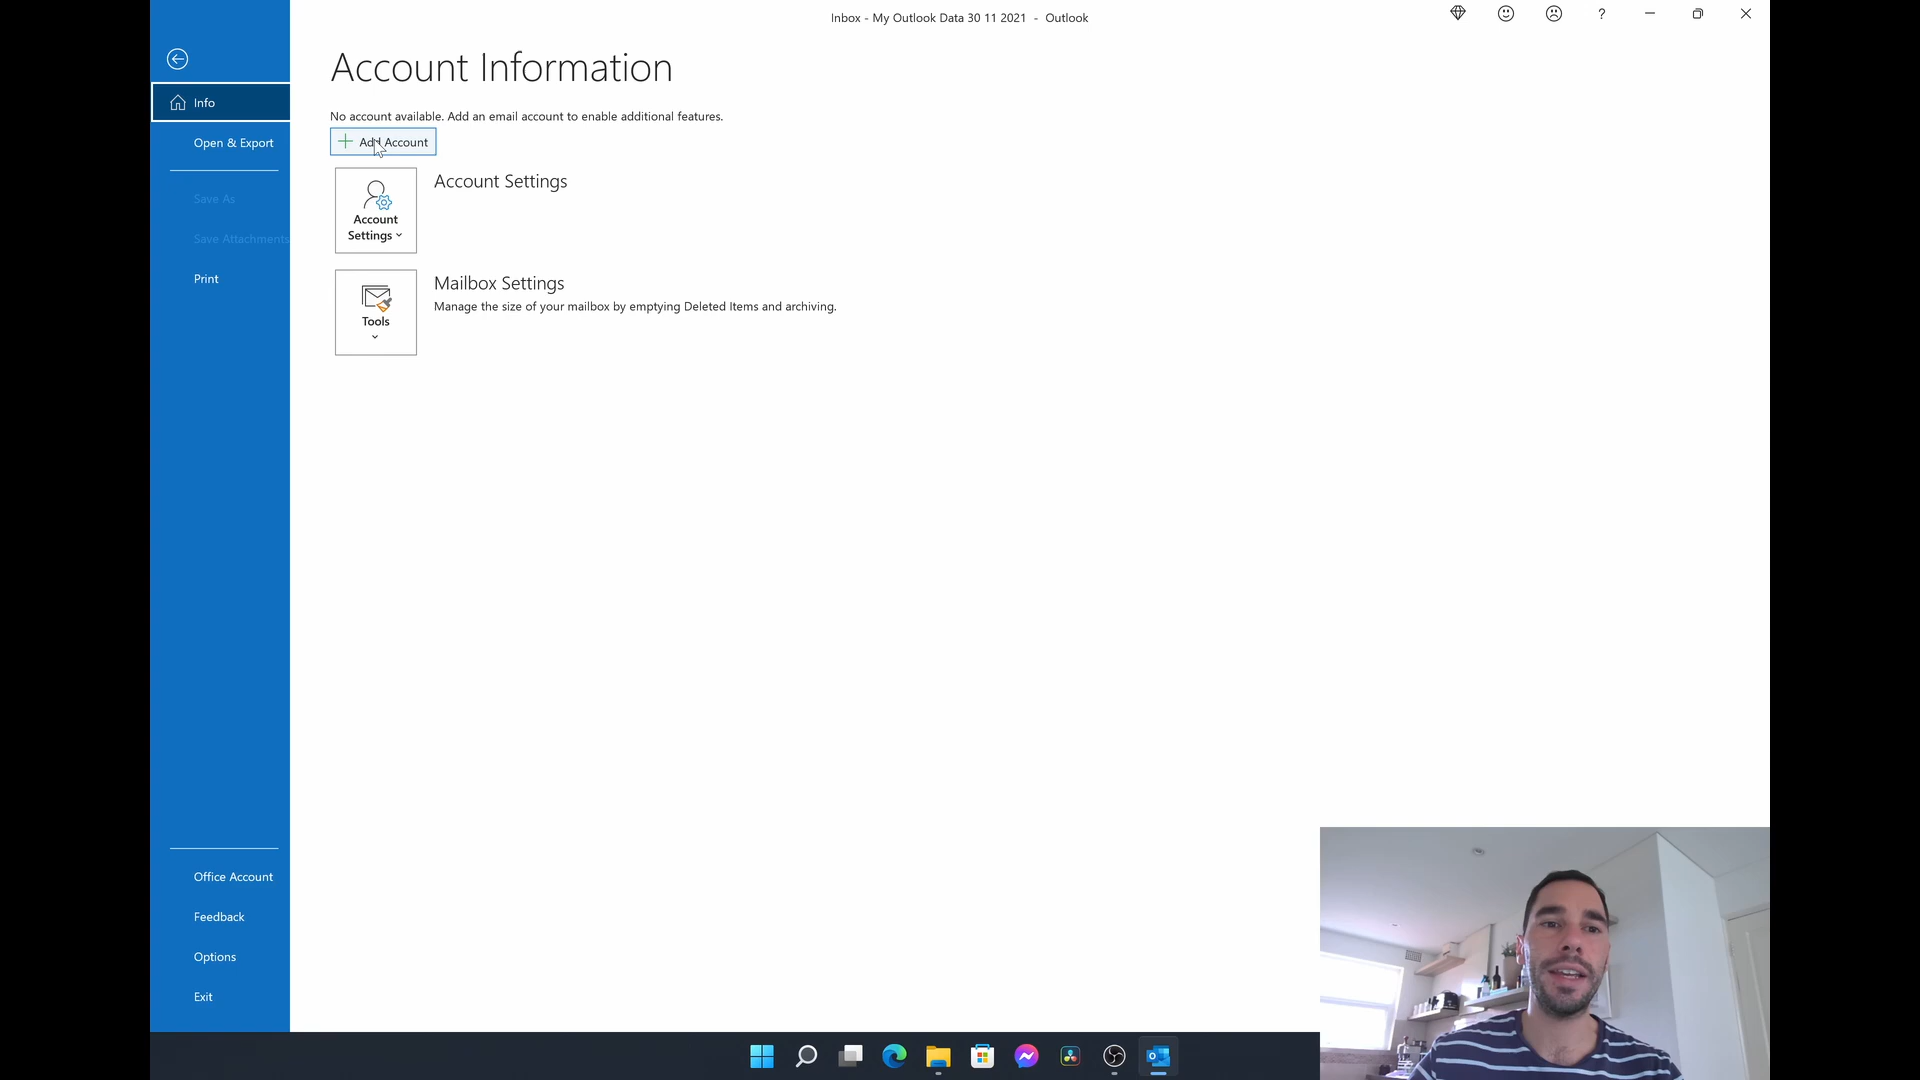 Inbox - My Outlook Data 30 11 2021 - Outlook
?
Account Information
Info
No account available. Add an email account to enable additional features.
Open & Export
Add Account
Account Settings
Account
Settings
Save As
Save Attachments
Print
Mailbox Settings
Manage the size of your mailbox by emptying Deleted Items and archiving.
Tools
Office Account
Feedback
Options
Exit